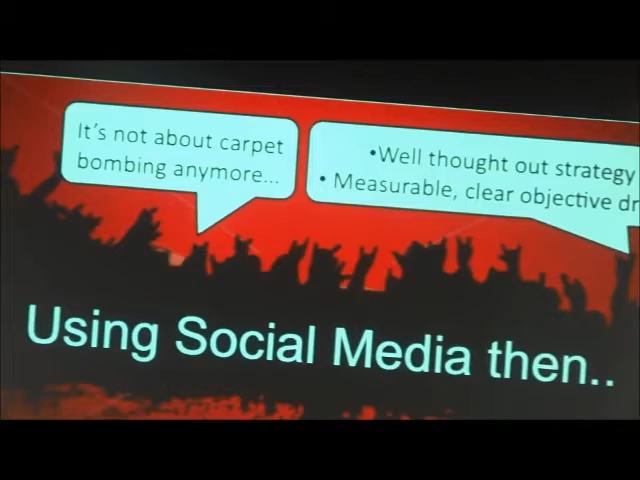 It's not about carpet
bombing anymore...
•Well thought out strategy
• Measurable, clear objective
Using Social Media then..